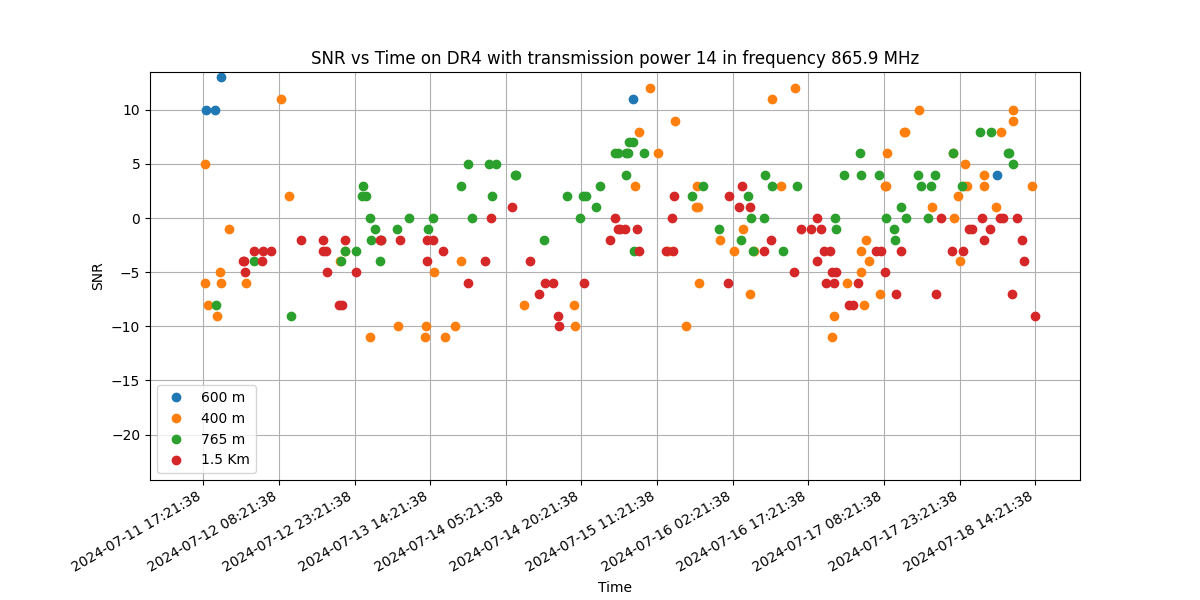 SNR vs Time on DR4 with transmission power 14 in frequency 865.9 MHz
10
5
0
−5
−10
−15
−20
SNR
600 m
400 m
765 m
1.5 Km
2024-07-11 17:21:38
2024-07-12 08:21:38
2024-07-12 23:21:38
2024-07-13 14:21:38
2024-07-14 05:21:38
2024-07-14 20:21:38
2024-07-15 11:21:38
2024-07-16 02:21:38
2024-07-16 17:21:38
2024-07-17 08:21:38
2024-07-17 23:21:38
2024-07-18 14:21:38
Time